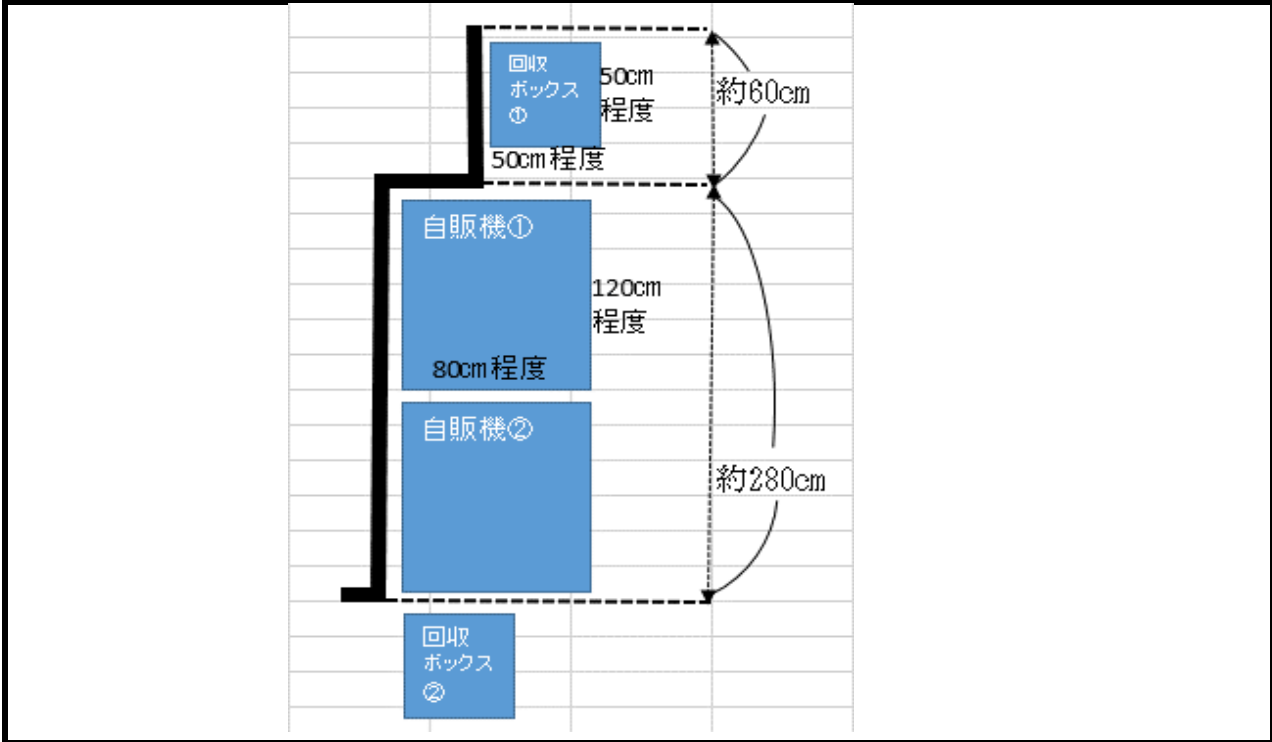 回収
ボックス
①
50cm
程度
約60cm
50cm程度
自販機①
120cm
程度
80cm程度
自販機②
約280cm
回収
ボックス
②